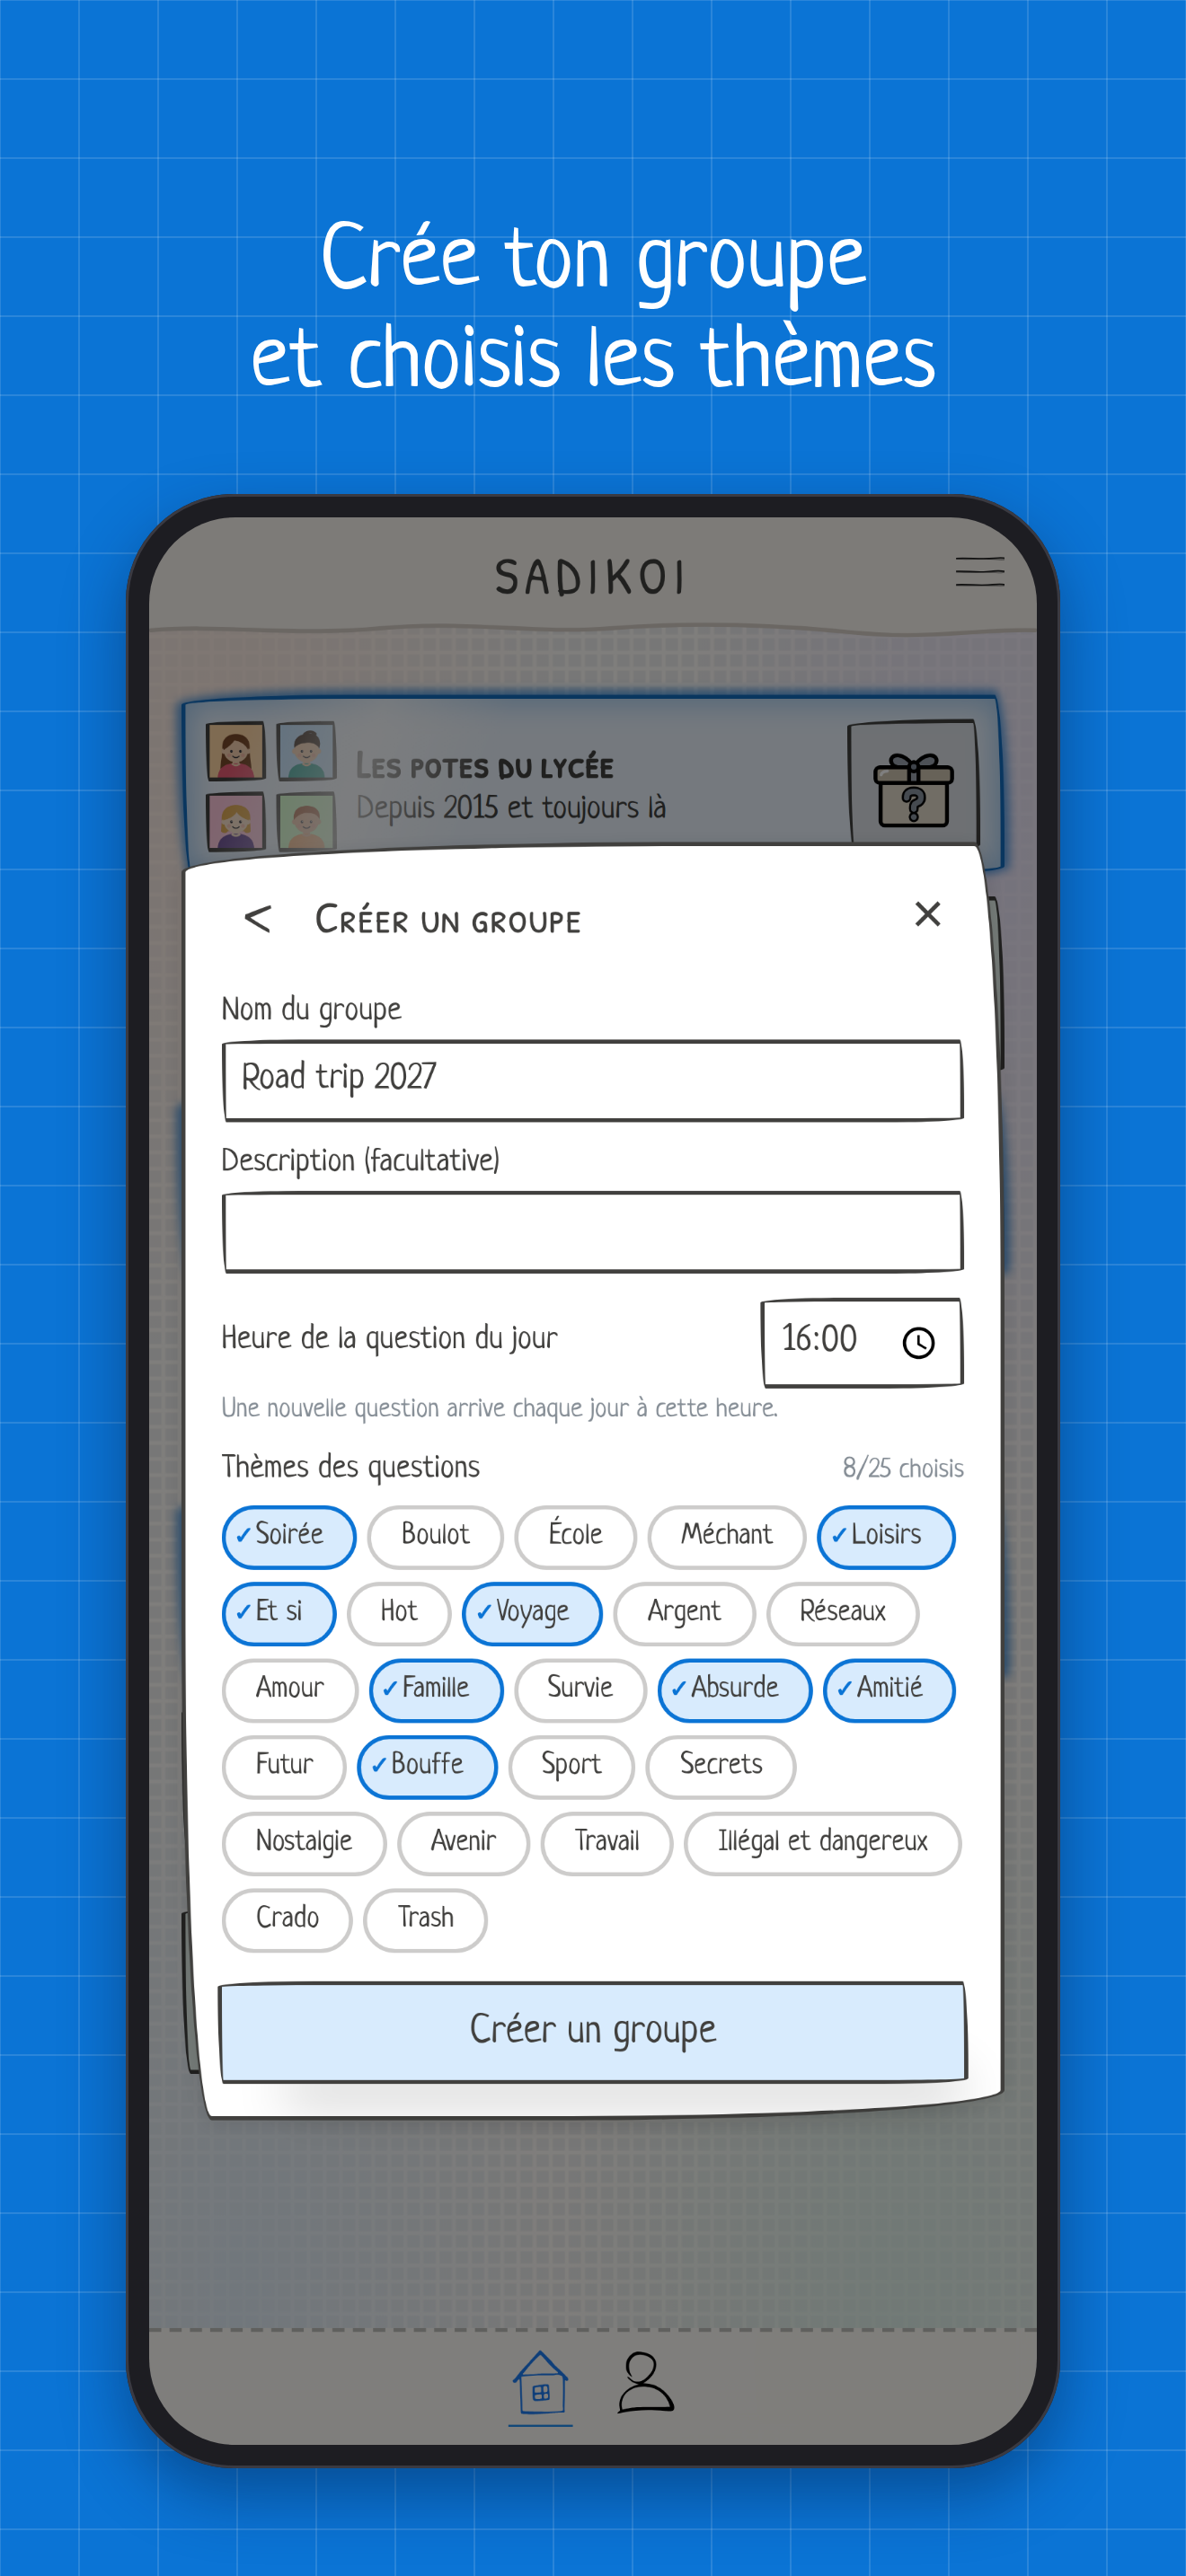 Crée ton groupe
et choisis les thèmes
SADIKOI
Les potes du lycée
Depuis 2015 et toujours là
?
< Créer un groupe ×
Nom du groupe
Road trip 2027
Description (facultative)
Heure de la question du jour 16:00
Une nouvelle question arrive chaque jour à cette heure.
Thèmes des questions 8/25 choisis
✓ Soirée Boulot École Méchant ✓ Loisirs
✓ Et si Hot ✓ Voyage Argent Réseaux
Amour ✓ Famille Survie ✓ Absurde ✓ Amitié
Futur ✓ Bouffe Sport Secrets
Nostalgie Avenir Travail Illégal et dangereux
Crado Trash
Créer un groupe